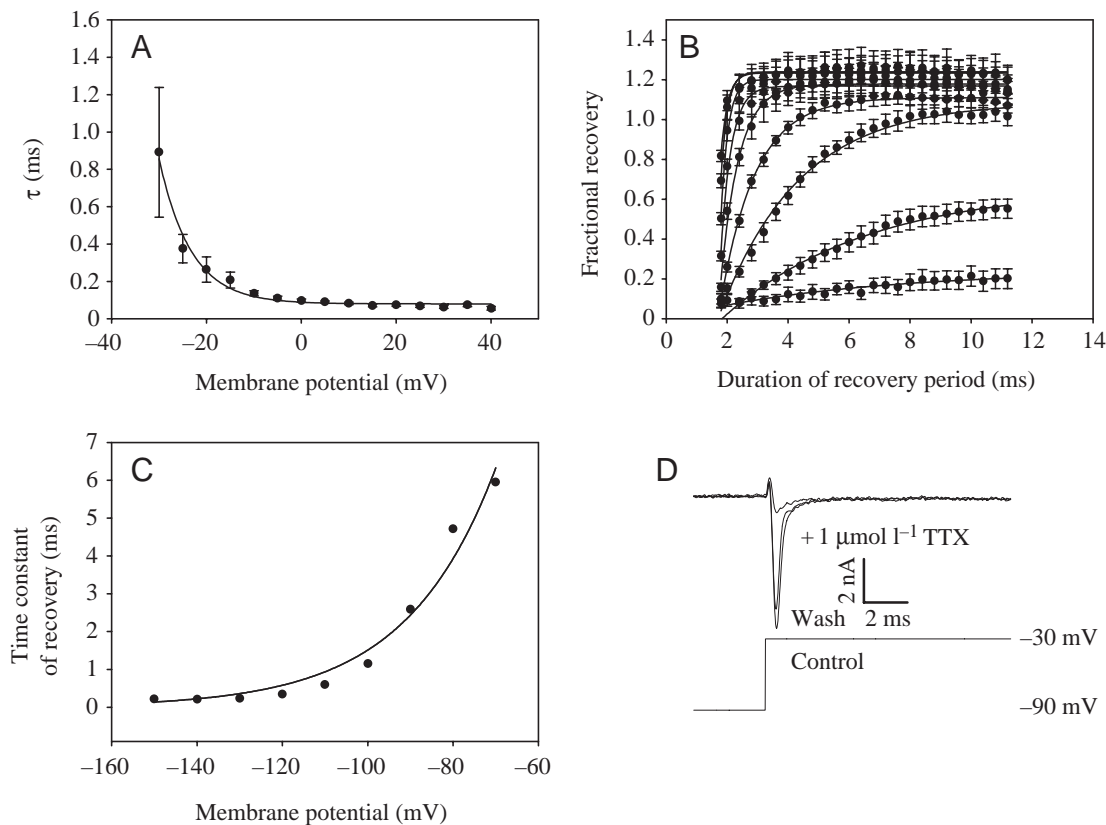 A
1.6
1.4
1.2
1.0
0.8
0.6
0.4
0.2
0
τ (ms)
–40 –20 0 20 40
Membrane potential (mV)
B
1.4
1.2
1.0
0.8
0.6
0.4
0.2
0
Fractional recovery
0 2 4 6 8 10 12 14
Duration of recovery period (ms)
C
7
6
5
4
3
2
1
0
Time constant
of recovery (ms)
–160 –140 –120 –100 –80 –60
Membrane potential (mV)
D
+ 1 μmol l–1 TTX
2 nA
2 ms
Wash
–30 mV
Control
–90 mV